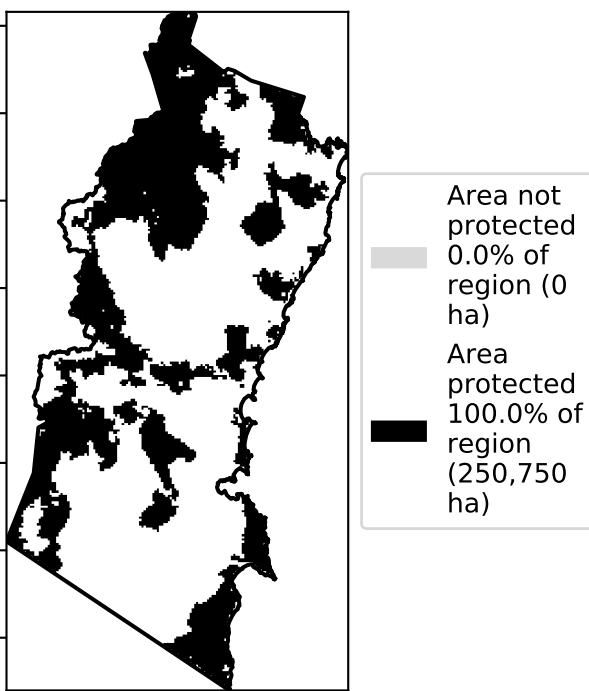 Area not
protected
0.0% of
region (0
ha)
Area
protected
100.0% of
region
(250,750
ha)